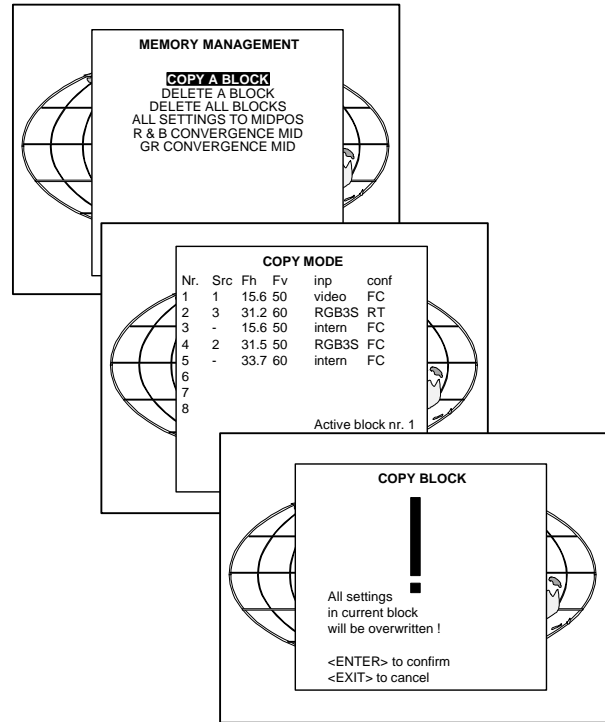 MEMORY MANAGEMENT
COPY A BLOCK
DELETE A BLOCK
DELETE ALL BLOCKS
ALL SETTINGS TO MIDPOS
R & B CONVERGENCE MID
GR CONVERGENCE MID
COPY MODE
Nr. Src Fh Fv inp conf
1 1 15.6 50 video FC
2 3 31.2 60 RGB3S RT
3 - 15.6 50 intern FC
4 2 31.5 50 RGB3S FC
5 - 33.7 60 intern FC
6
7
8
Active block nr. 1
COPY BLOCK
!
All settings
in current block
will be overwritten !
<ENTER> to confirm
<EXIT> to cancel